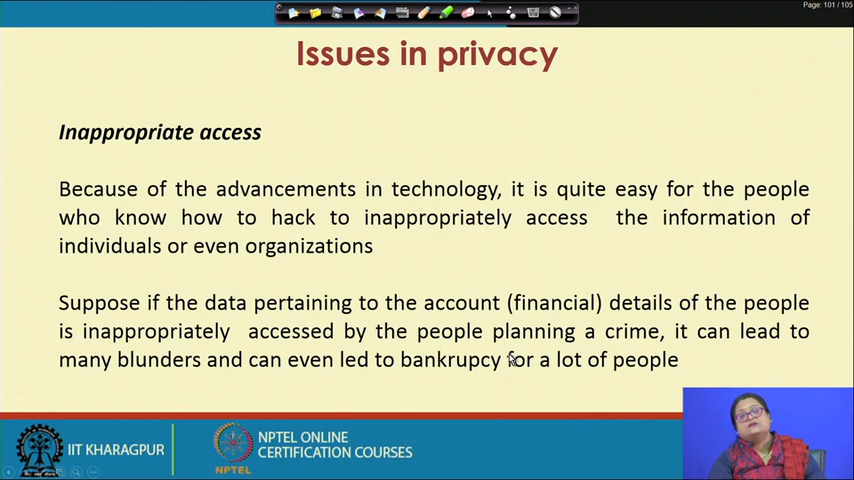 Page: 101 / 105
Issues in privacy
Inappropriate access
Because of the advancements in technology, it is quite easy for the people
who know how to hack to inappropriately access the information of
individuals or even organizations
Suppose if the data pertaining to the account (financial) details of the people
is inappropriately accessed by the people planning a crime, it can lead to
many blunders and can even led to bankrupcy for a lot of people
IIT KHARAGPUR
NPTEL
NPTEL ONLINE
CERTIFICATION COURSES